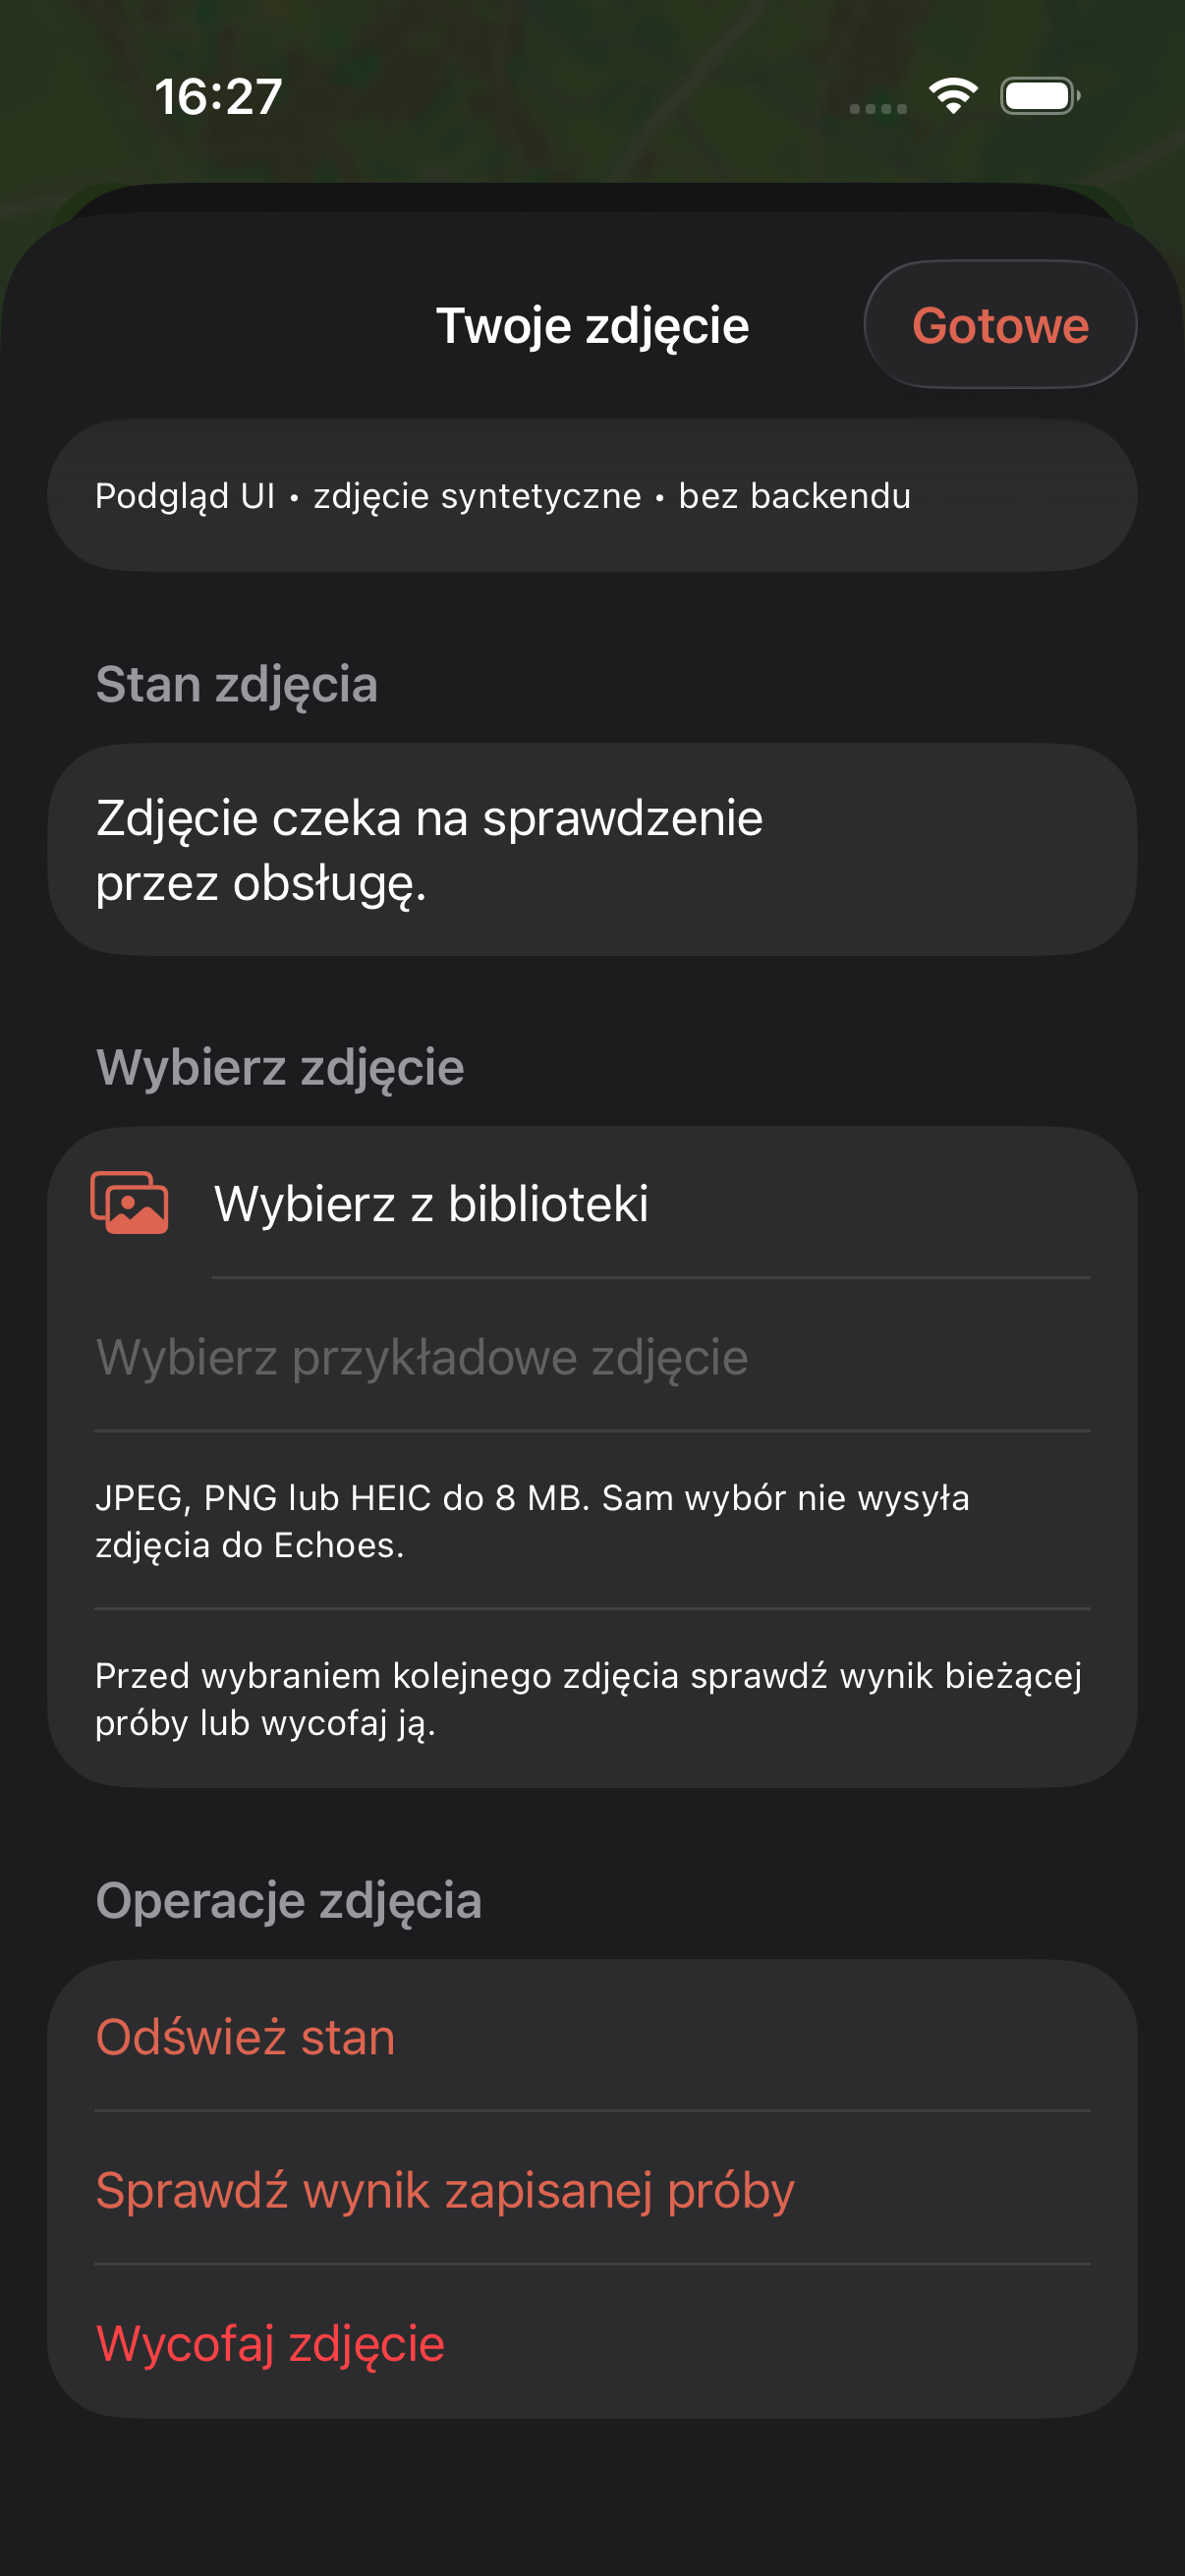 16:27
Twoje zdjęcie
Gotowe
Podgląd UI • zdjęcie syntetyczne • bez backendu
Stan zdjęcia
Zdjęcie czeka na sprawdzenie
przez obsługę.
Wybierz zdjęcie
Wybierz z biblioteki
Wybierz przykładowe zdjęcie
JPEG, PNG lub HEIC do 8 MB. Sam wybór nie wysyła
zdjęcia do Echoes.
Przed wybraniem kolejnego zdjęcia sprawdź wynik bieżącej
próby lub wycofaj ją.
Operacje zdjęcia
Odśwież stan
Sprawdź wynik zapisanej próby
Wycofaj zdjęcie